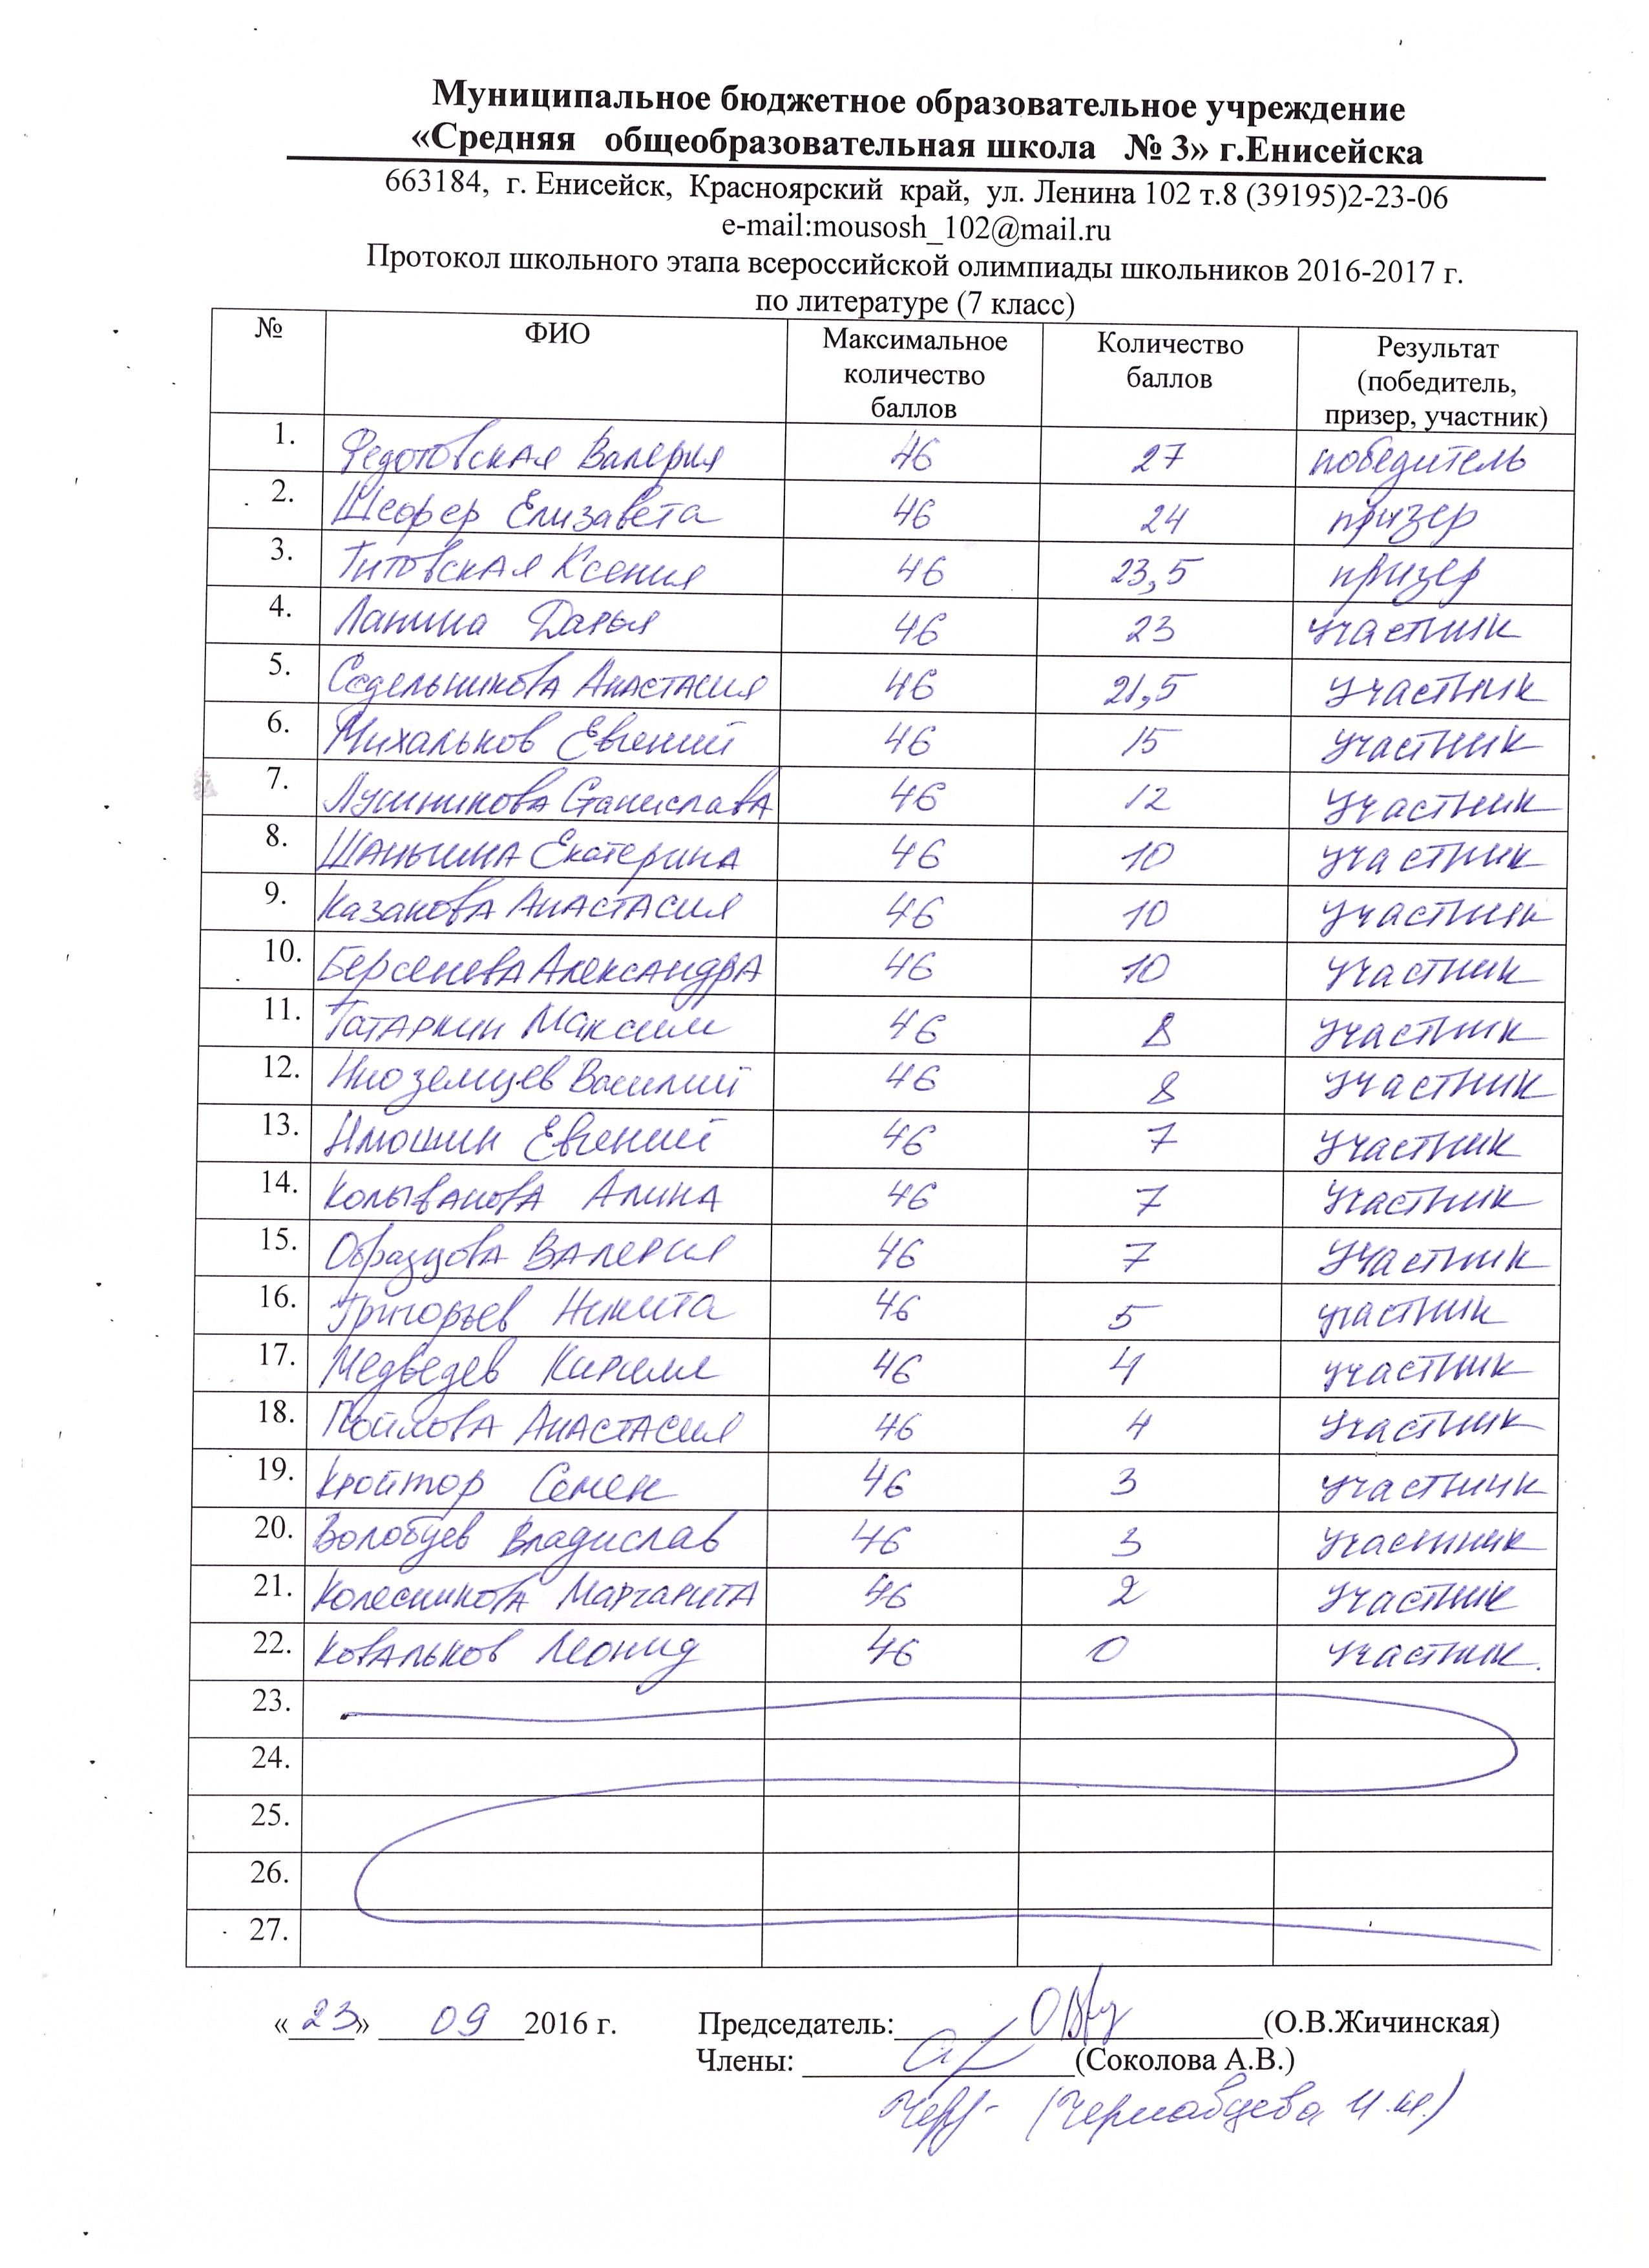 Муниципальное бюджетное образовательное учреждение
«Средняя общеобразовательная школа № 3» г.Енисейска
663184, г. Енисейск, Красноярский край, ул. Ленина 102 т.8 (39195)2-23-06
e-mail:mousosh_102@mail.ru
Протокол школьного этапа всероссийской олимпиады школьников 2016-2017 г.
по литературе (7 класс)
№ ФИО Максимальное количество баллов Количество баллов Результат (победитель, призер, участник)
1. Федотовская Валерия 46 27 победитель
2. Шефер Елизавета 46 24 призер
3. Титовская Ксения 46 23,5 призер
4. Лапина Дарья 46 23 участник
5. Седельникова Анастасия 46 21,5 участник
6. Михальков Евгений 46 15 участник
7. Лушникова Станислава 46 12 участник
8. Шаньгина Екатерина 46 10 участник
9. Казакова Анастасия 46 10 участник
10. Берсенева Александра 46 10 участник
11. Татаркин Максим 46 8 участник
12. Иноземцев Василий 46 8 участник
13. Илюшин Евгений 46 7 участник
14. Колыванова Алина 46 7 участник
15. Образцова Валерия 46 7 участник
16. Григорьев Никита 46 5 участник
17. Медведев Кирилл 46 4 участник
18. Пойлова Анастасия 46 4 участник
19. Кройтор Семен 46 3 участник
20. Волобуев Владислав 46 3 участник
21. Колесникова Маргарита 46 2 участник
22. Ковальков Леонид 46 0 участник.
23.
24.
25.
26.
27.
«23» 09 2016 г. Председатель: (О.В.Жичинская)
Члены: (Соколова А.В.)